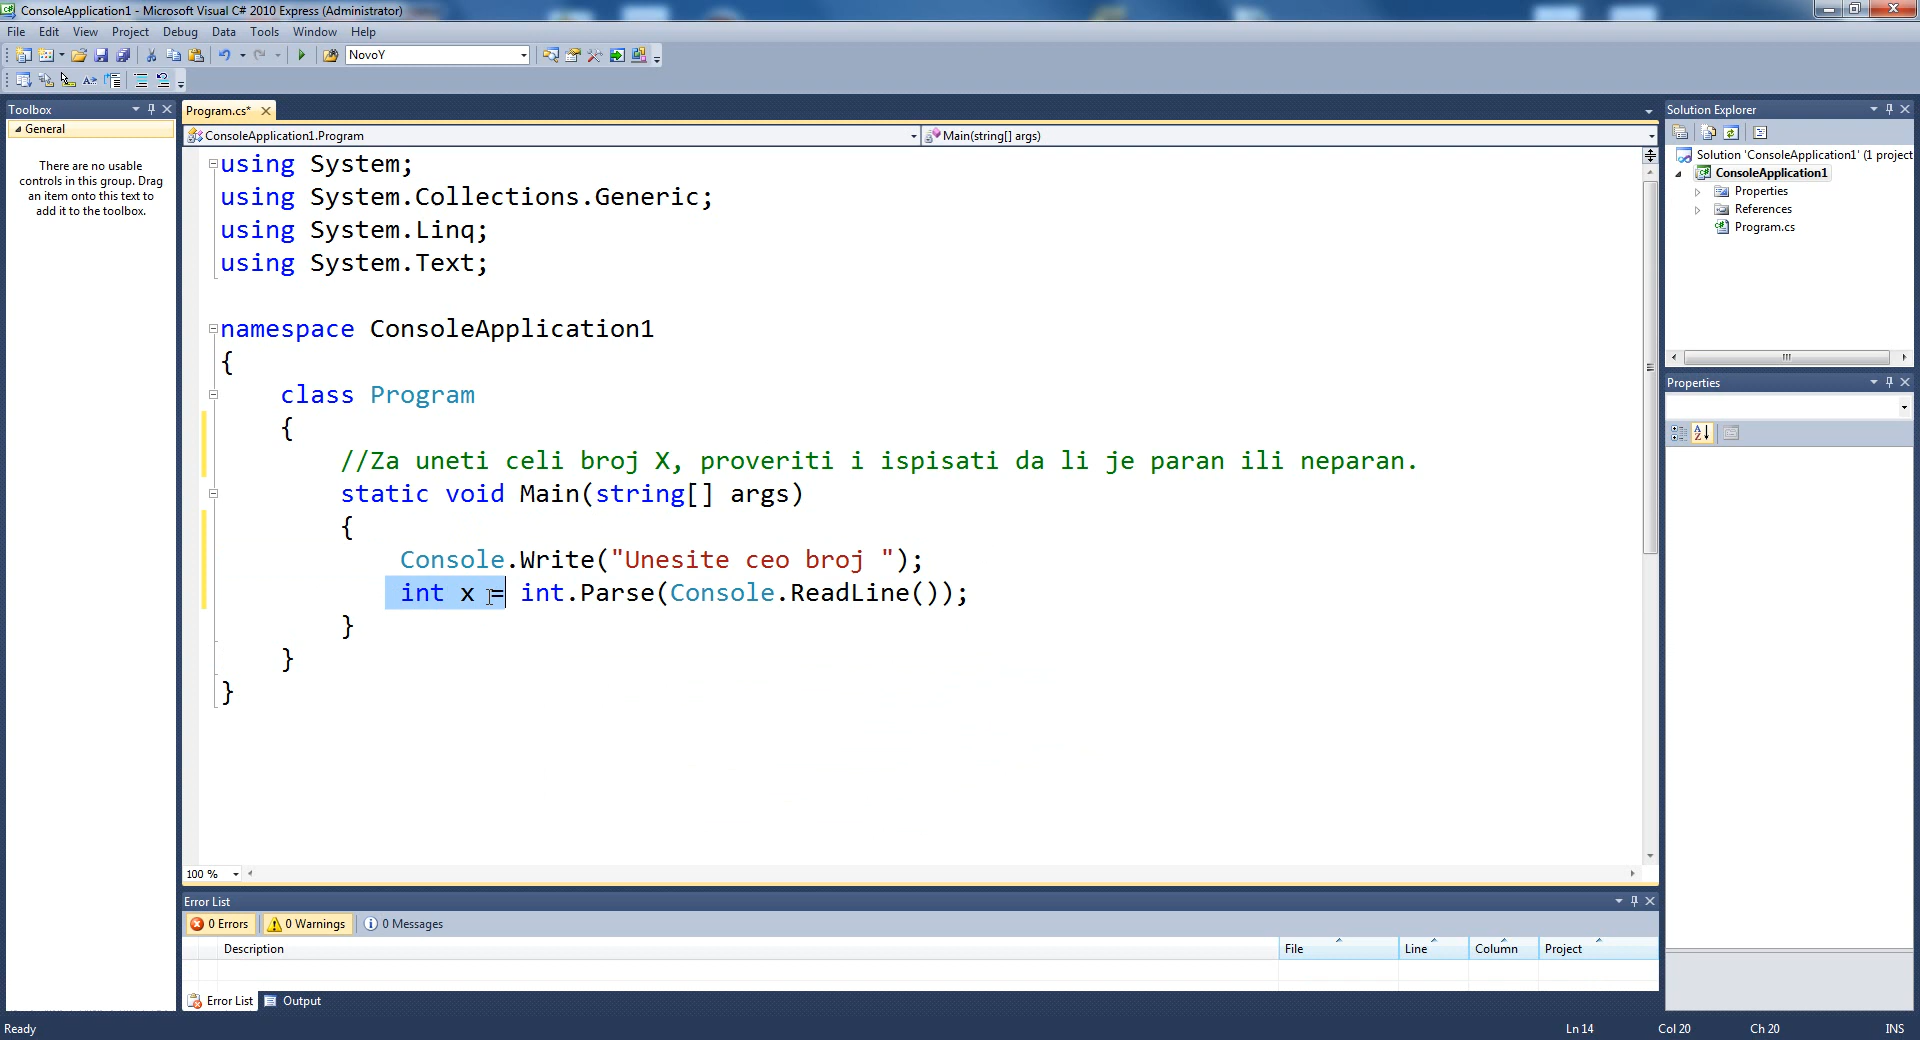 ConsoleApplication1 - Microsoft Visual C# 2010 Express (Administrator)
File Edit View Project Debug Data Tools Window Help
NovoY
Toolbox
General
There are no usable
controls in this group. Drag
an item onto this text to
add it to the toolbox.
Program.cs*
ConsoleApplication1.Program
Main(string[] args)
using System;
using System.Collections.Generic;
using System.Linq;
using System.Text;
namespace ConsoleApplication1
{
class Program
{
//Za uneti celi broj X, proveriti i ispisati da li je paran ili neparan.
static void Main(string[] args)
{
Console.Write("Unesite ceo broj ");
int x = int.Parse(Console.ReadLine());
}
}
}
100 %
Error List
0 Errors 0 Warnings 0 Messages
Description File Line Column Project
Error List Output
Solution Explorer
Solution 'ConsoleApplication1' (1 project
ConsoleApplication1
Properties
References
Program.cs
Properties
Ready Ln 14 Col 20 Ch 20 INS